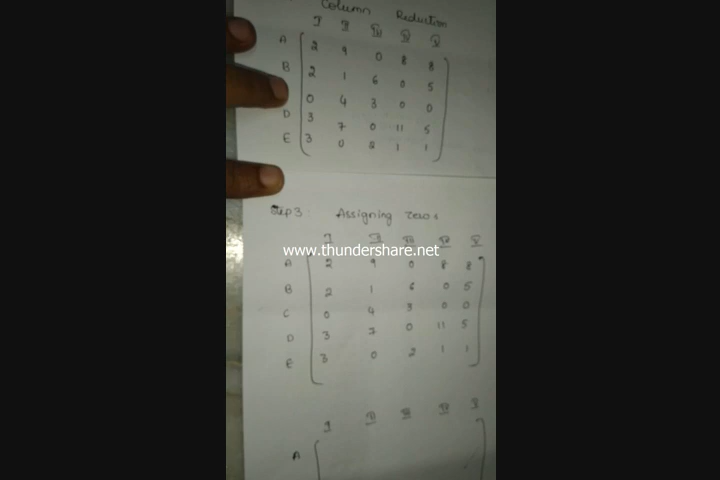 Column Reduction
I II III IV V
A 2 9 0 8 8
B 2 1 6 0 5
0 4 3 0 0
D 3 7 0 11 5
E 3 0 2 1 1
Step 3: Assigning zeros
I II III IV V
www.thundershare.net
A 2 9 0 8 8
B 2 1 6 0 5
C 0 4 3 0 0
D 3 7 0 11 5
E 3 0 2 1 1
I II III IV V
A